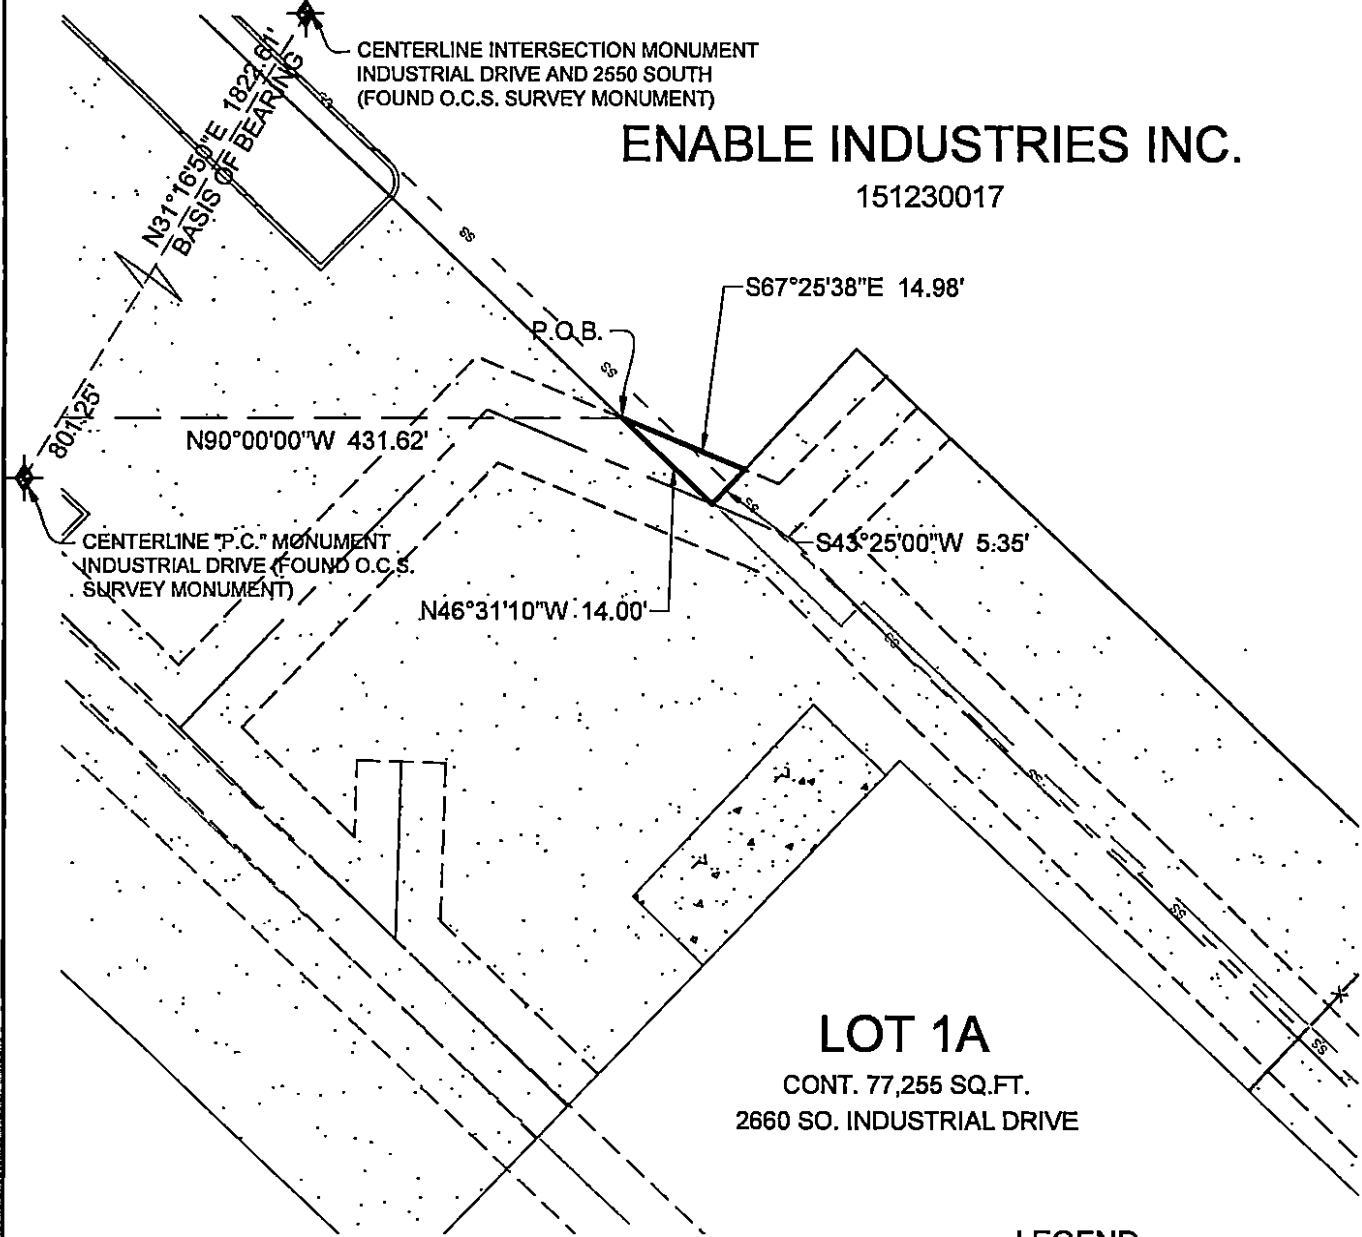 CENTERLINE INTERSECTION MONUMENT
INDUSTRIAL DRIVE AND 2550 SOUTH
(FOUND O.C.S. SURVEY MONUMENT)
N31°16'50"E 1822.61'
BASIS OF BEARING
ENABLE INDUSTRIES INC.
151230017
SS
SS
S67°25'38"E 14.98'
P.O.B.
SS
801.25'
N90°00'00"W 431.62'
SS
S43°25'00"W 5.35'
CENTERLINE "P.C." MONUMENT
INDUSTRIAL DRIVE (FOUND O.C.S.
SURVEY MONUMENT)
N46°31'10"W 14.00'
SS
SS
SS
SS
LOT 1A
CONT. 77,255 SQ.FT.
2660 SO. INDUSTRIAL DRIVE
LEGEND